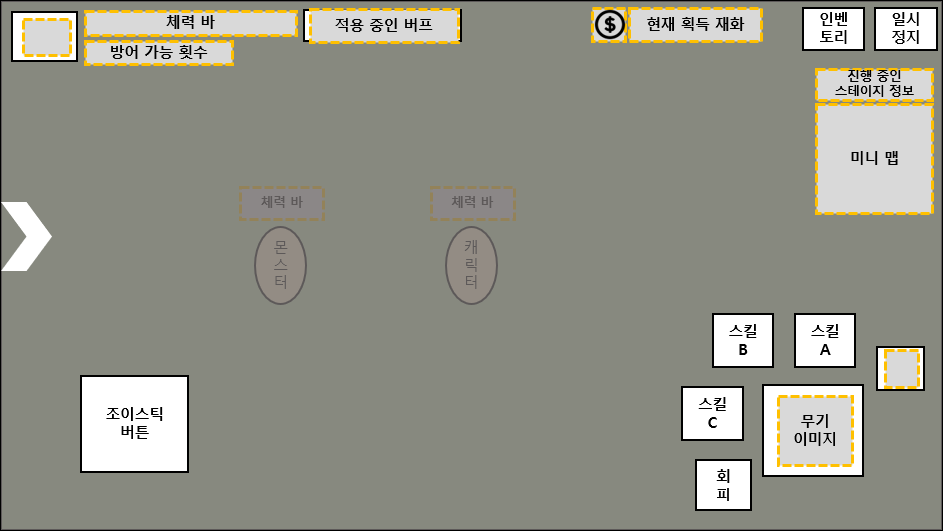 체력 바
방어 가능 횟수
적용 중인 버프
$
현재 획득 재화
인벤
토리
일시
정지
진행 중인
스테이지 정보
미니 맵
체력 바
체력 바
몬
스
터
캐
릭
터
스킬
B
스킬
A
스킬
C
무기
이미지
조이스틱
버튼
회
피